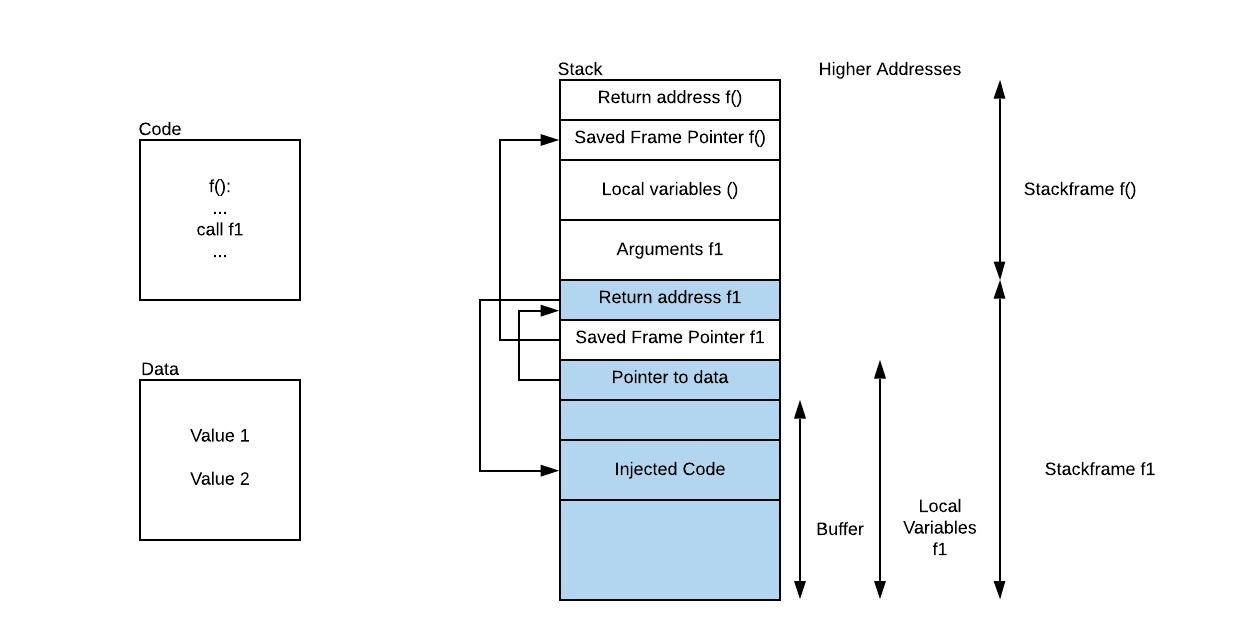 Stack
Higher Addresses
Return address f()
Code
Saved Frame Pointer f()
f():
...
call f1
...
Local variables ()
Stackframe f()
Arguments f1
Return address f1
Saved Frame Pointer f1
Data
Pointer to data
Value 1
Value 2
Injected Code
Stackframe f1
Buffer
Local
Variables
f1